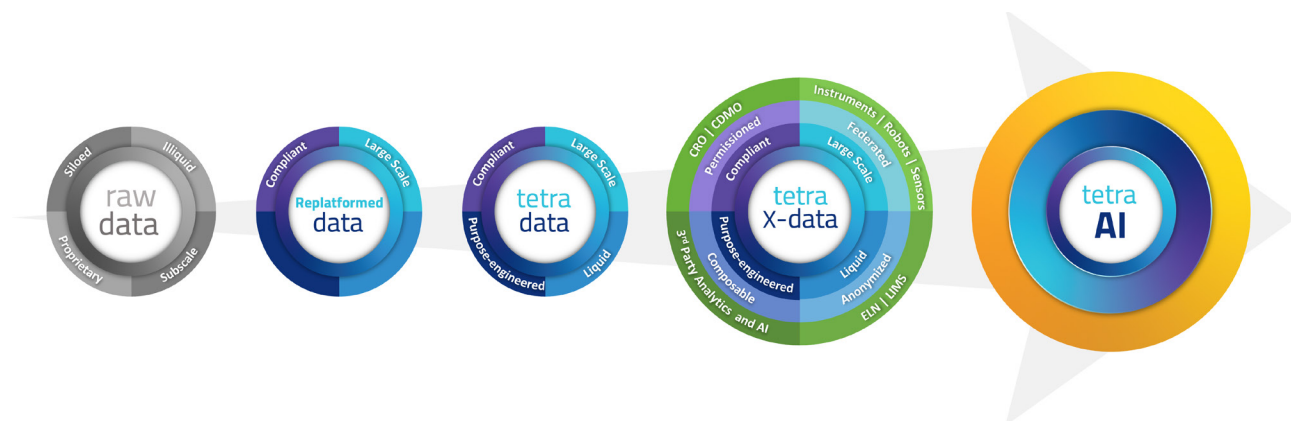 Siloed
Illiquid
raw
data
Proprietary
Subscale
Compliant
Large Scale
Replatformed
data
Compliant
Large Scale
tetra
data
Purpose-engineered
Liquid
CRO | CDMO
Instruments | Robots | Sensors
Permissioned
Federated
Compliant
Large Scale
tetra
X-data
Purpose-engineered
Liquid
Composable
Anonymized
3rd Party Analytics and AI
ELN | LIMS
tetra
AI